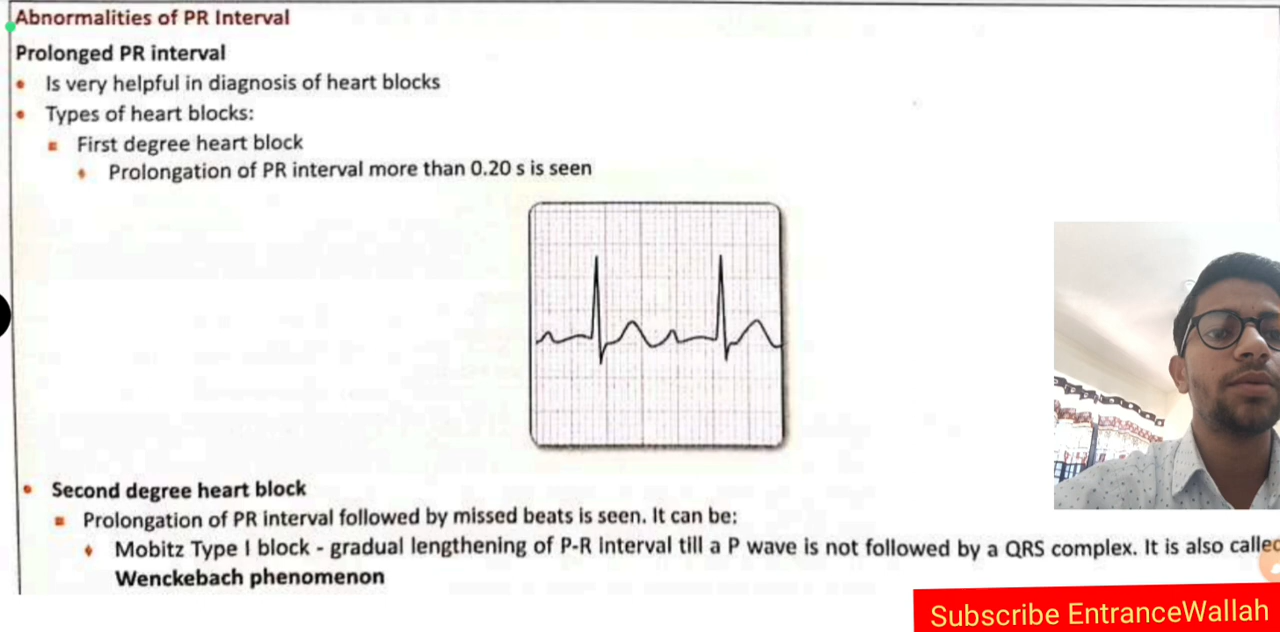 Abnormalities of PR Interval
Prolonged PR interval
• Is very helpful in diagnosis of heart blocks
• Types of heart blocks:
▪ First degree heart block
♦ Prolongation of PR interval more than 0.20 s is seen
• Second degree heart block
▪ Prolongation of PR interval followed by missed beats is seen. It can be:
♦ Mobitz Type I block - gradual lengthening of P-R Interval till a P wave is not followed by a QRS complex. It is also called
Wenckebach phenomenon
Subscribe EntranceWallah